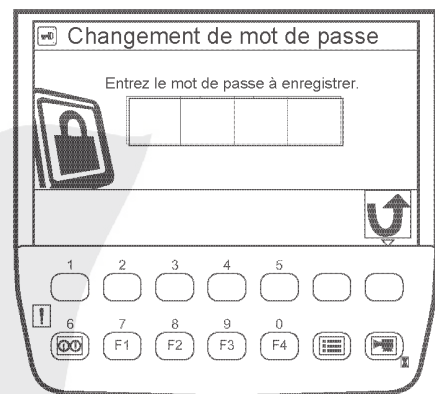 Changement de mot de passe
Entrez le mot de passe à enregistrer.
1 2 3 4 5
6 7 8 9 0
F1 F2 F3 F4